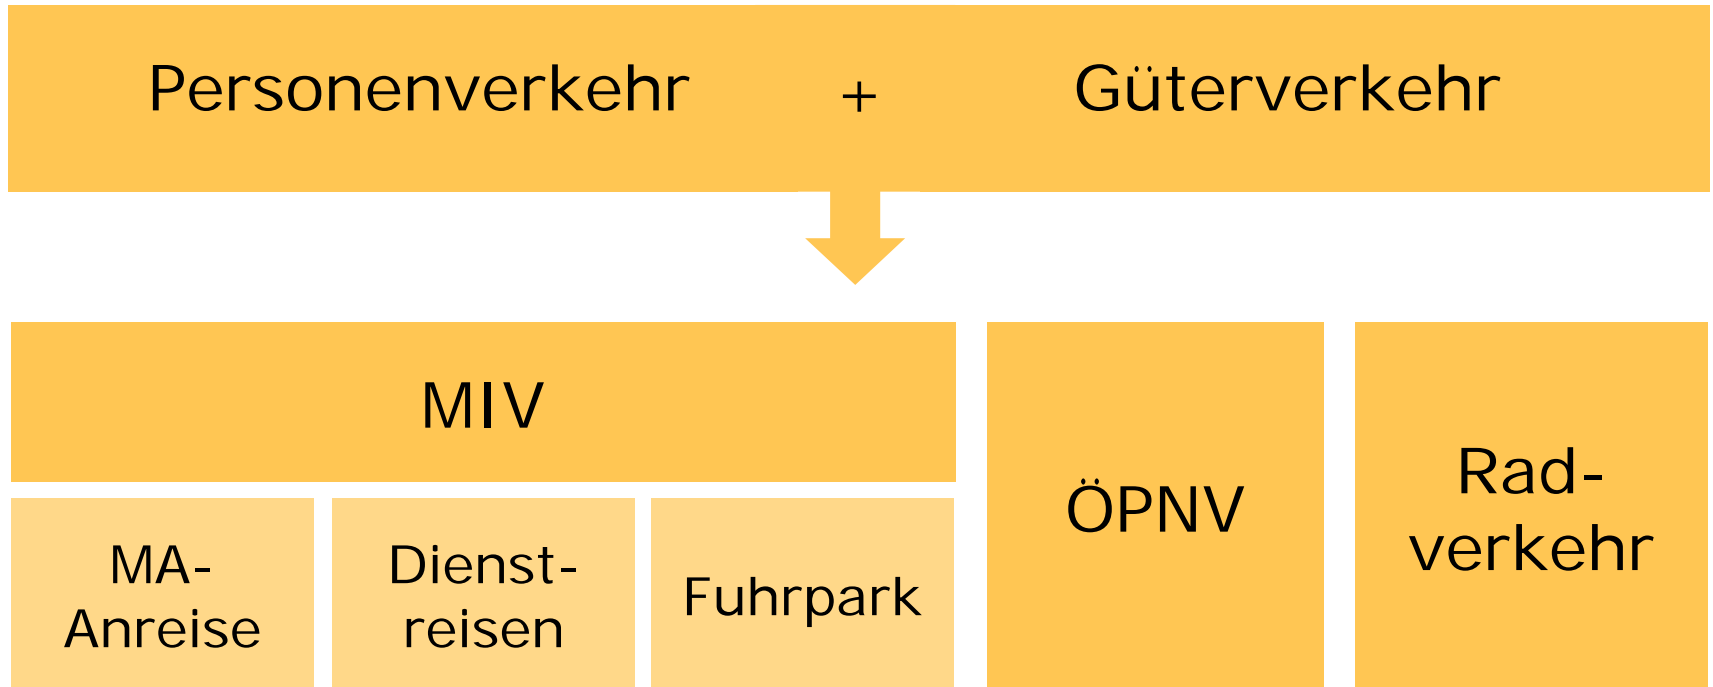 Personenverkehr + Güterverkehr
MIV
ÖPNV
Rad-
verkehr
MA-
Anreise
Dienst-
reisen
Fuhrpark